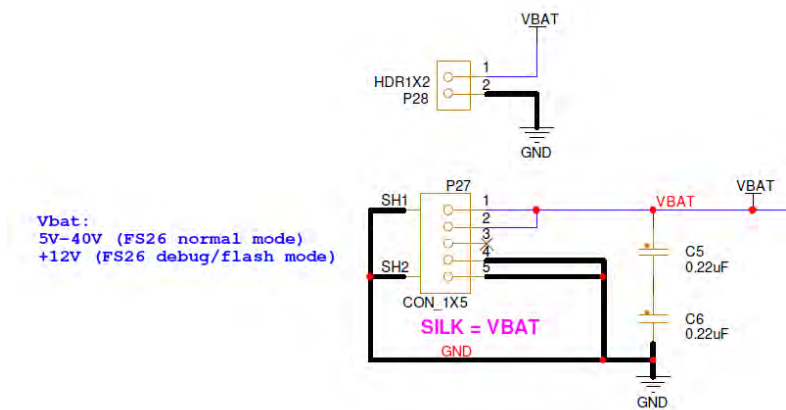 VBAT
HDR1X2
P28
1
2
GND
Vbat:
5V-40V (FS26 normal mode)
+12V (FS26 debug/flash mode)
P27
SH1
SH2
1
2
3
4
5
CON_1X5
SILK = VBAT
GND
VBAT
VBAT
C5
0.22uF
C6
0.22uF
GND